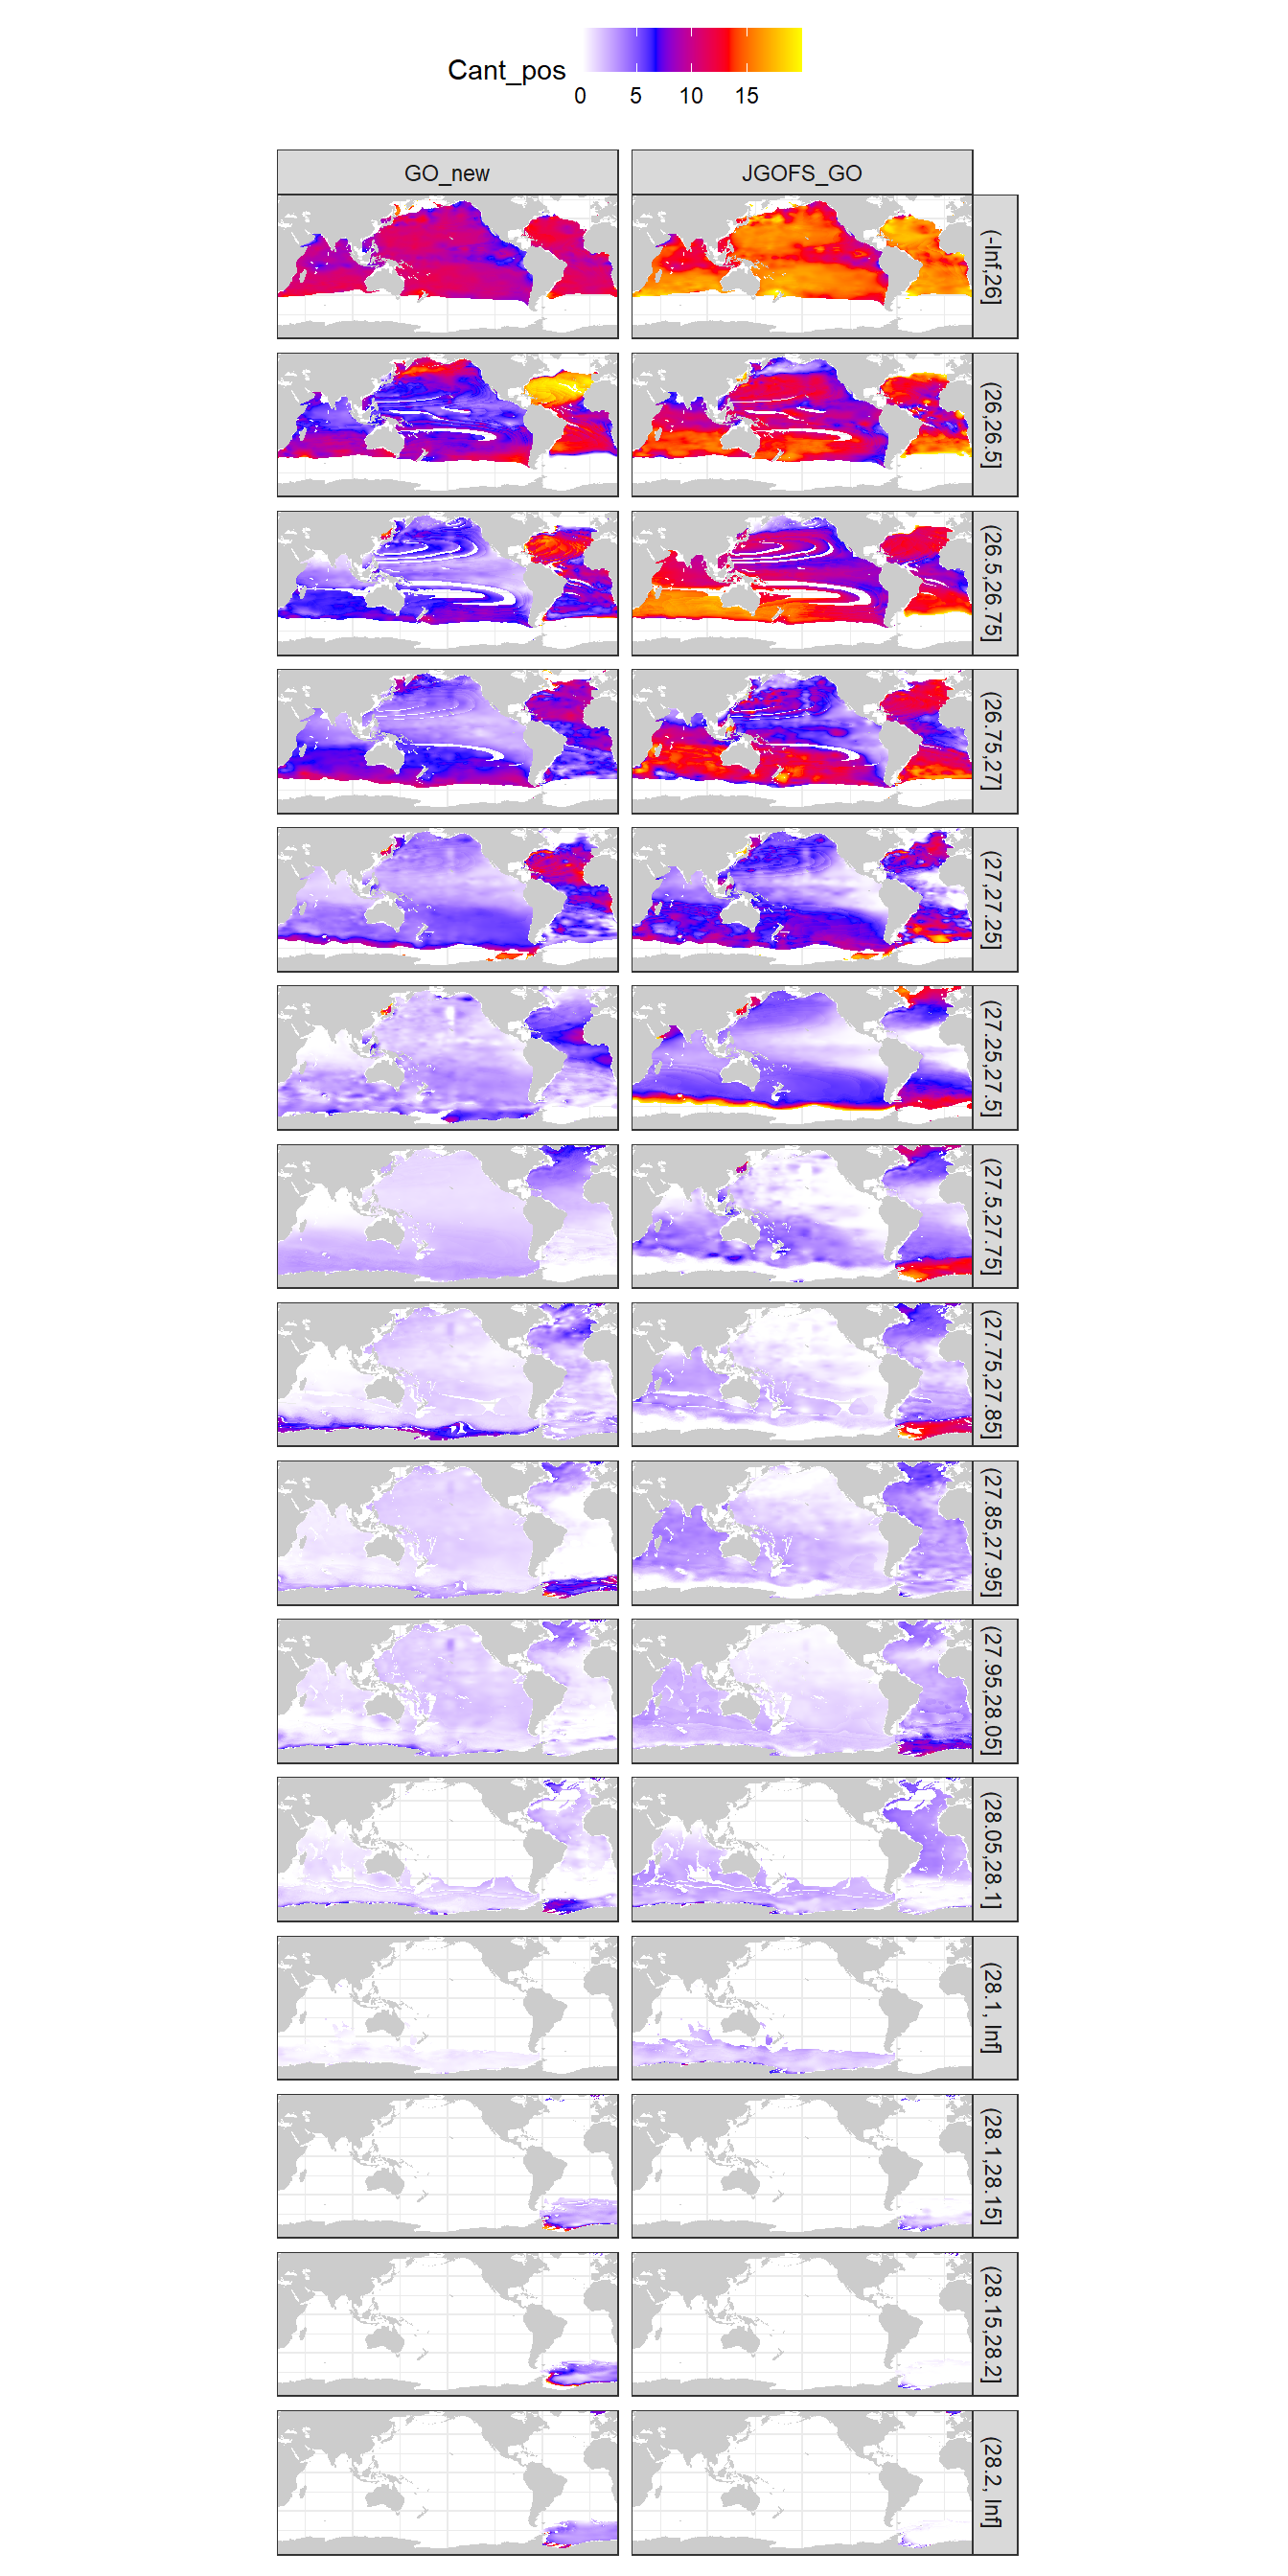 Cant_pos
0 5 10 15
GO_new JGOFS_GO
(-Inf,26]
(26,26.5]
(26.5,26.75]
(26.75,27]
(27,27.25]
(27.25,27.5]
(27.5,27.75]
(27.75,27.85]
(27.85,27.95]
(27.95,28.05]
(28.05,28.1]
(28.1, Inf]
(28.1,28.15]
(28.15,28.2]
(28.2, Inf]